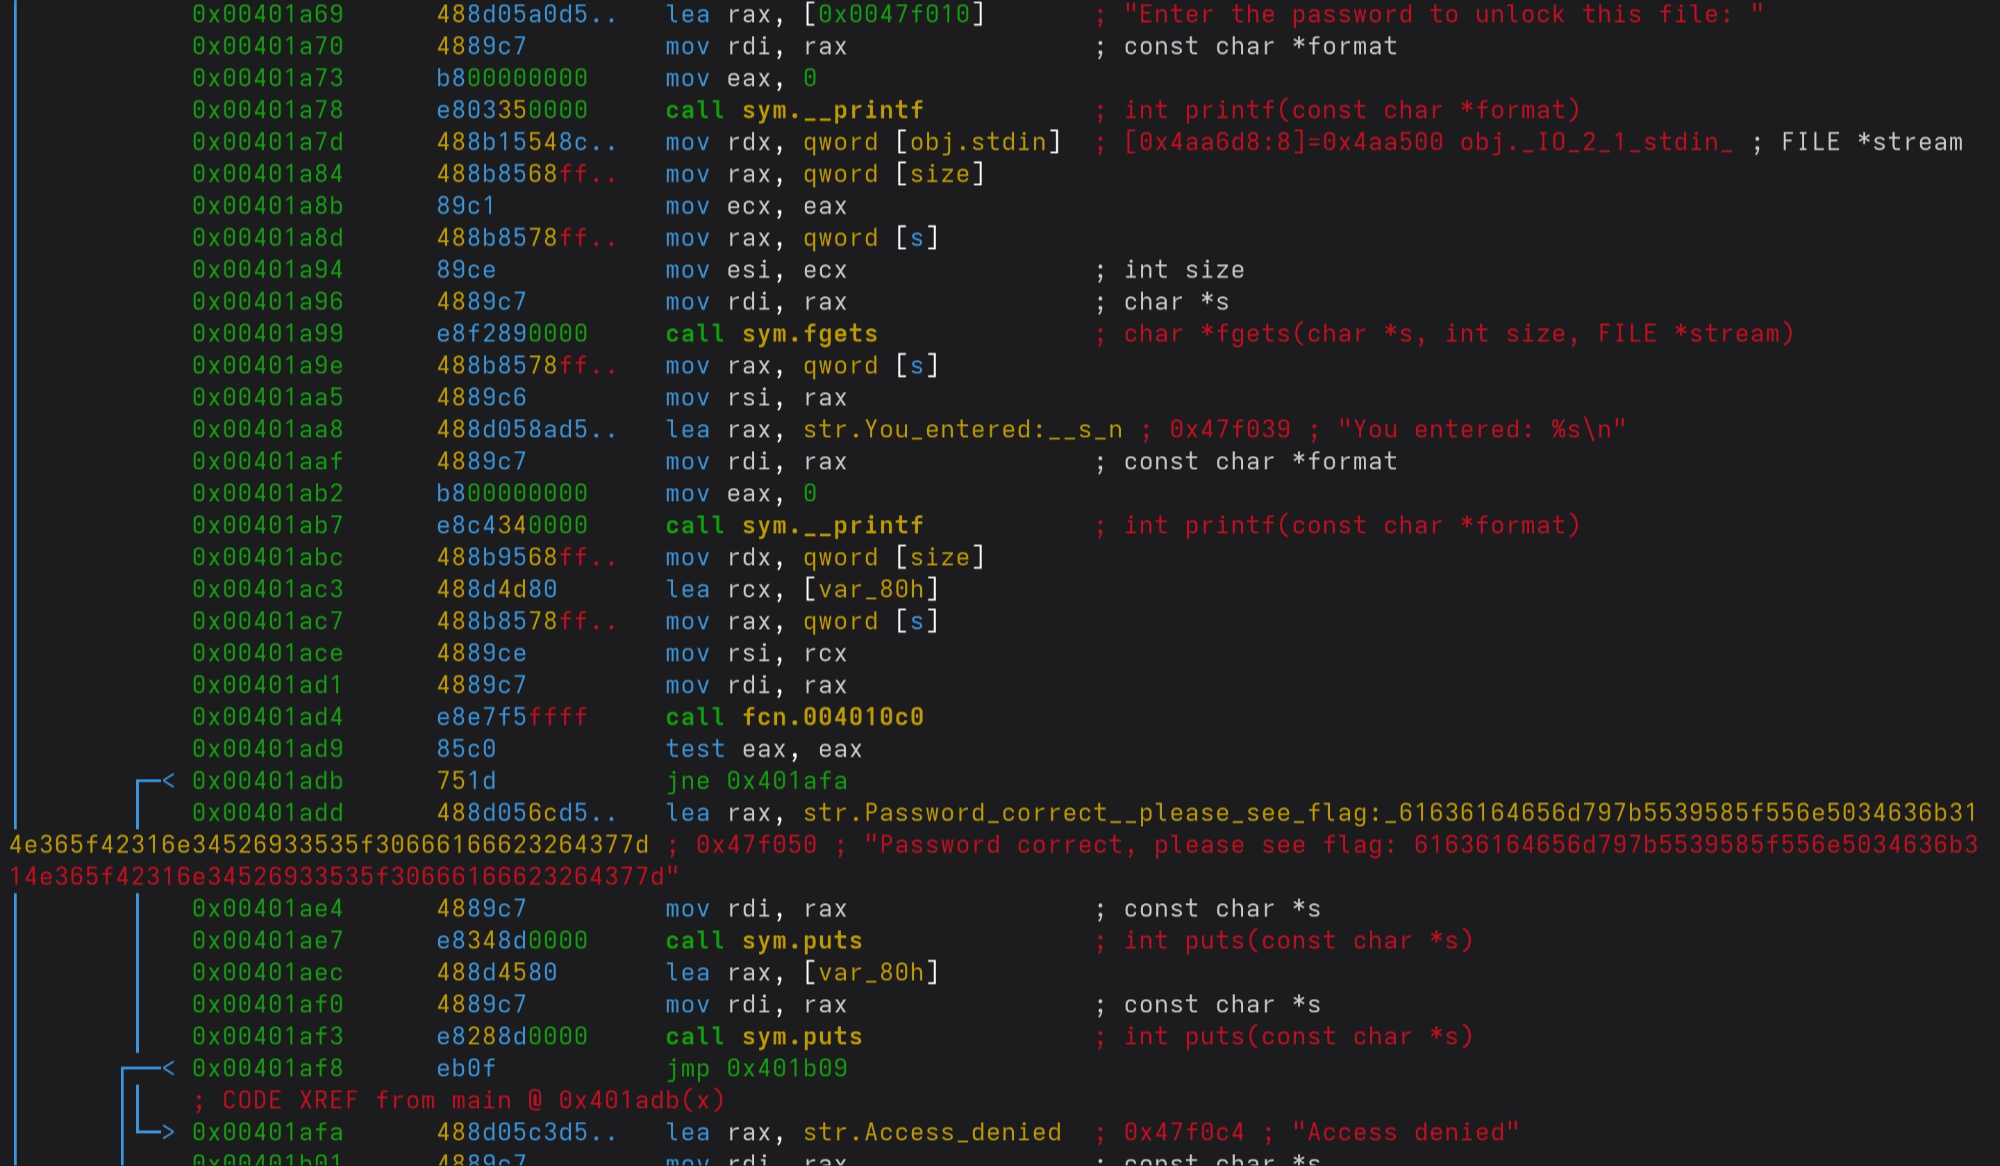 0x00401a69 488d05a0d5.. lea rax, [0x0047f010] ; "Enter the password to unlock this file: "
0x00401a70 4889c7 mov rdi, rax ; const char *format
0x00401a73 b800000000 mov eax, 0
0x00401a78 e803350000 call sym.__printf ; int printf(const char *format)
0x00401a7d 488b15548c.. mov rdx, qword [obj.stdin] ; [0x4aa6d8:8]=0x4aa500 obj._IO_2_1_stdin_ ; FILE *stream
0x00401a84 488b8568ff.. mov rax, qword [size]
0x00401a8b 89c1 mov ecx, eax
0x00401a8d 488b8578ff.. mov rax, qword [s]
0x00401a94 89ce mov esi, ecx ; int size
0x00401a96 4889c7 mov rdi, rax ; char *s
0x00401a99 e8f2890000 call sym.fgets ; char *fgets(char *s, int size, FILE *stream)
0x00401a9e 488b8578ff.. mov rax, qword [s]
0x00401aa5 4889c6 mov rsi, rax
0x00401aa8 488d058ad5.. lea rax, str.You_entered:__s_n ; 0x47f039 ; "You entered: %s\n"
0x00401aaf 4889c7 mov rdi, rax ; const char *format
0x00401ab2 b800000000 mov eax, 0
0x00401ab7 e8c4340000 call sym.__printf ; int printf(const char *format)
0x00401abc 488b9568ff.. mov rdx, qword [size]
0x00401ac3 488d4d80 lea rcx, [var_80h]
0x00401ac7 488b8578ff.. mov rax, qword [s]
0x00401ace 4889ce mov rsi, rcx
0x00401ad1 4889c7 mov rdi, rax
0x00401ad4 e8e7f5ffff call fcn.004010c0
0x00401ad9 85c0 test eax, eax
0x00401adb 751d jne 0x401afa
0x00401add 488d056cd5.. lea rax, str.Password_correct__please_see_flag:_61636164656d797b5539585f556e5034636b31
4e365f42316e34526933535f30666166623264377d ; 0x47f050 ; "Password correct, please see flag: 61636164656d797b5539585f556e5034636b3
14e365f42316e34526933535f30666166623264377d"
0x00401ae4 4889c7 mov rdi, rax ; const char *s
0x00401ae7 e8348d0000 call sym.puts ; int puts(const char *s)
0x00401aec 488d4580 lea rax, [var_80h]
0x00401af0 4889c7 mov rdi, rax ; const char *s
0x00401af3 e8288d0000 call sym.puts ; int puts(const char *s)
0x00401af8 eb0f jmp 0x401b09
; CODE XREF from main @ 0x401adb(x)
0x00401afa 488d05c3d5.. lea rax, str.Access_denied ; 0x47f0c4 ; "Access denied"
0x00401b01 4889c7 mov rdi, rax ; const char *s